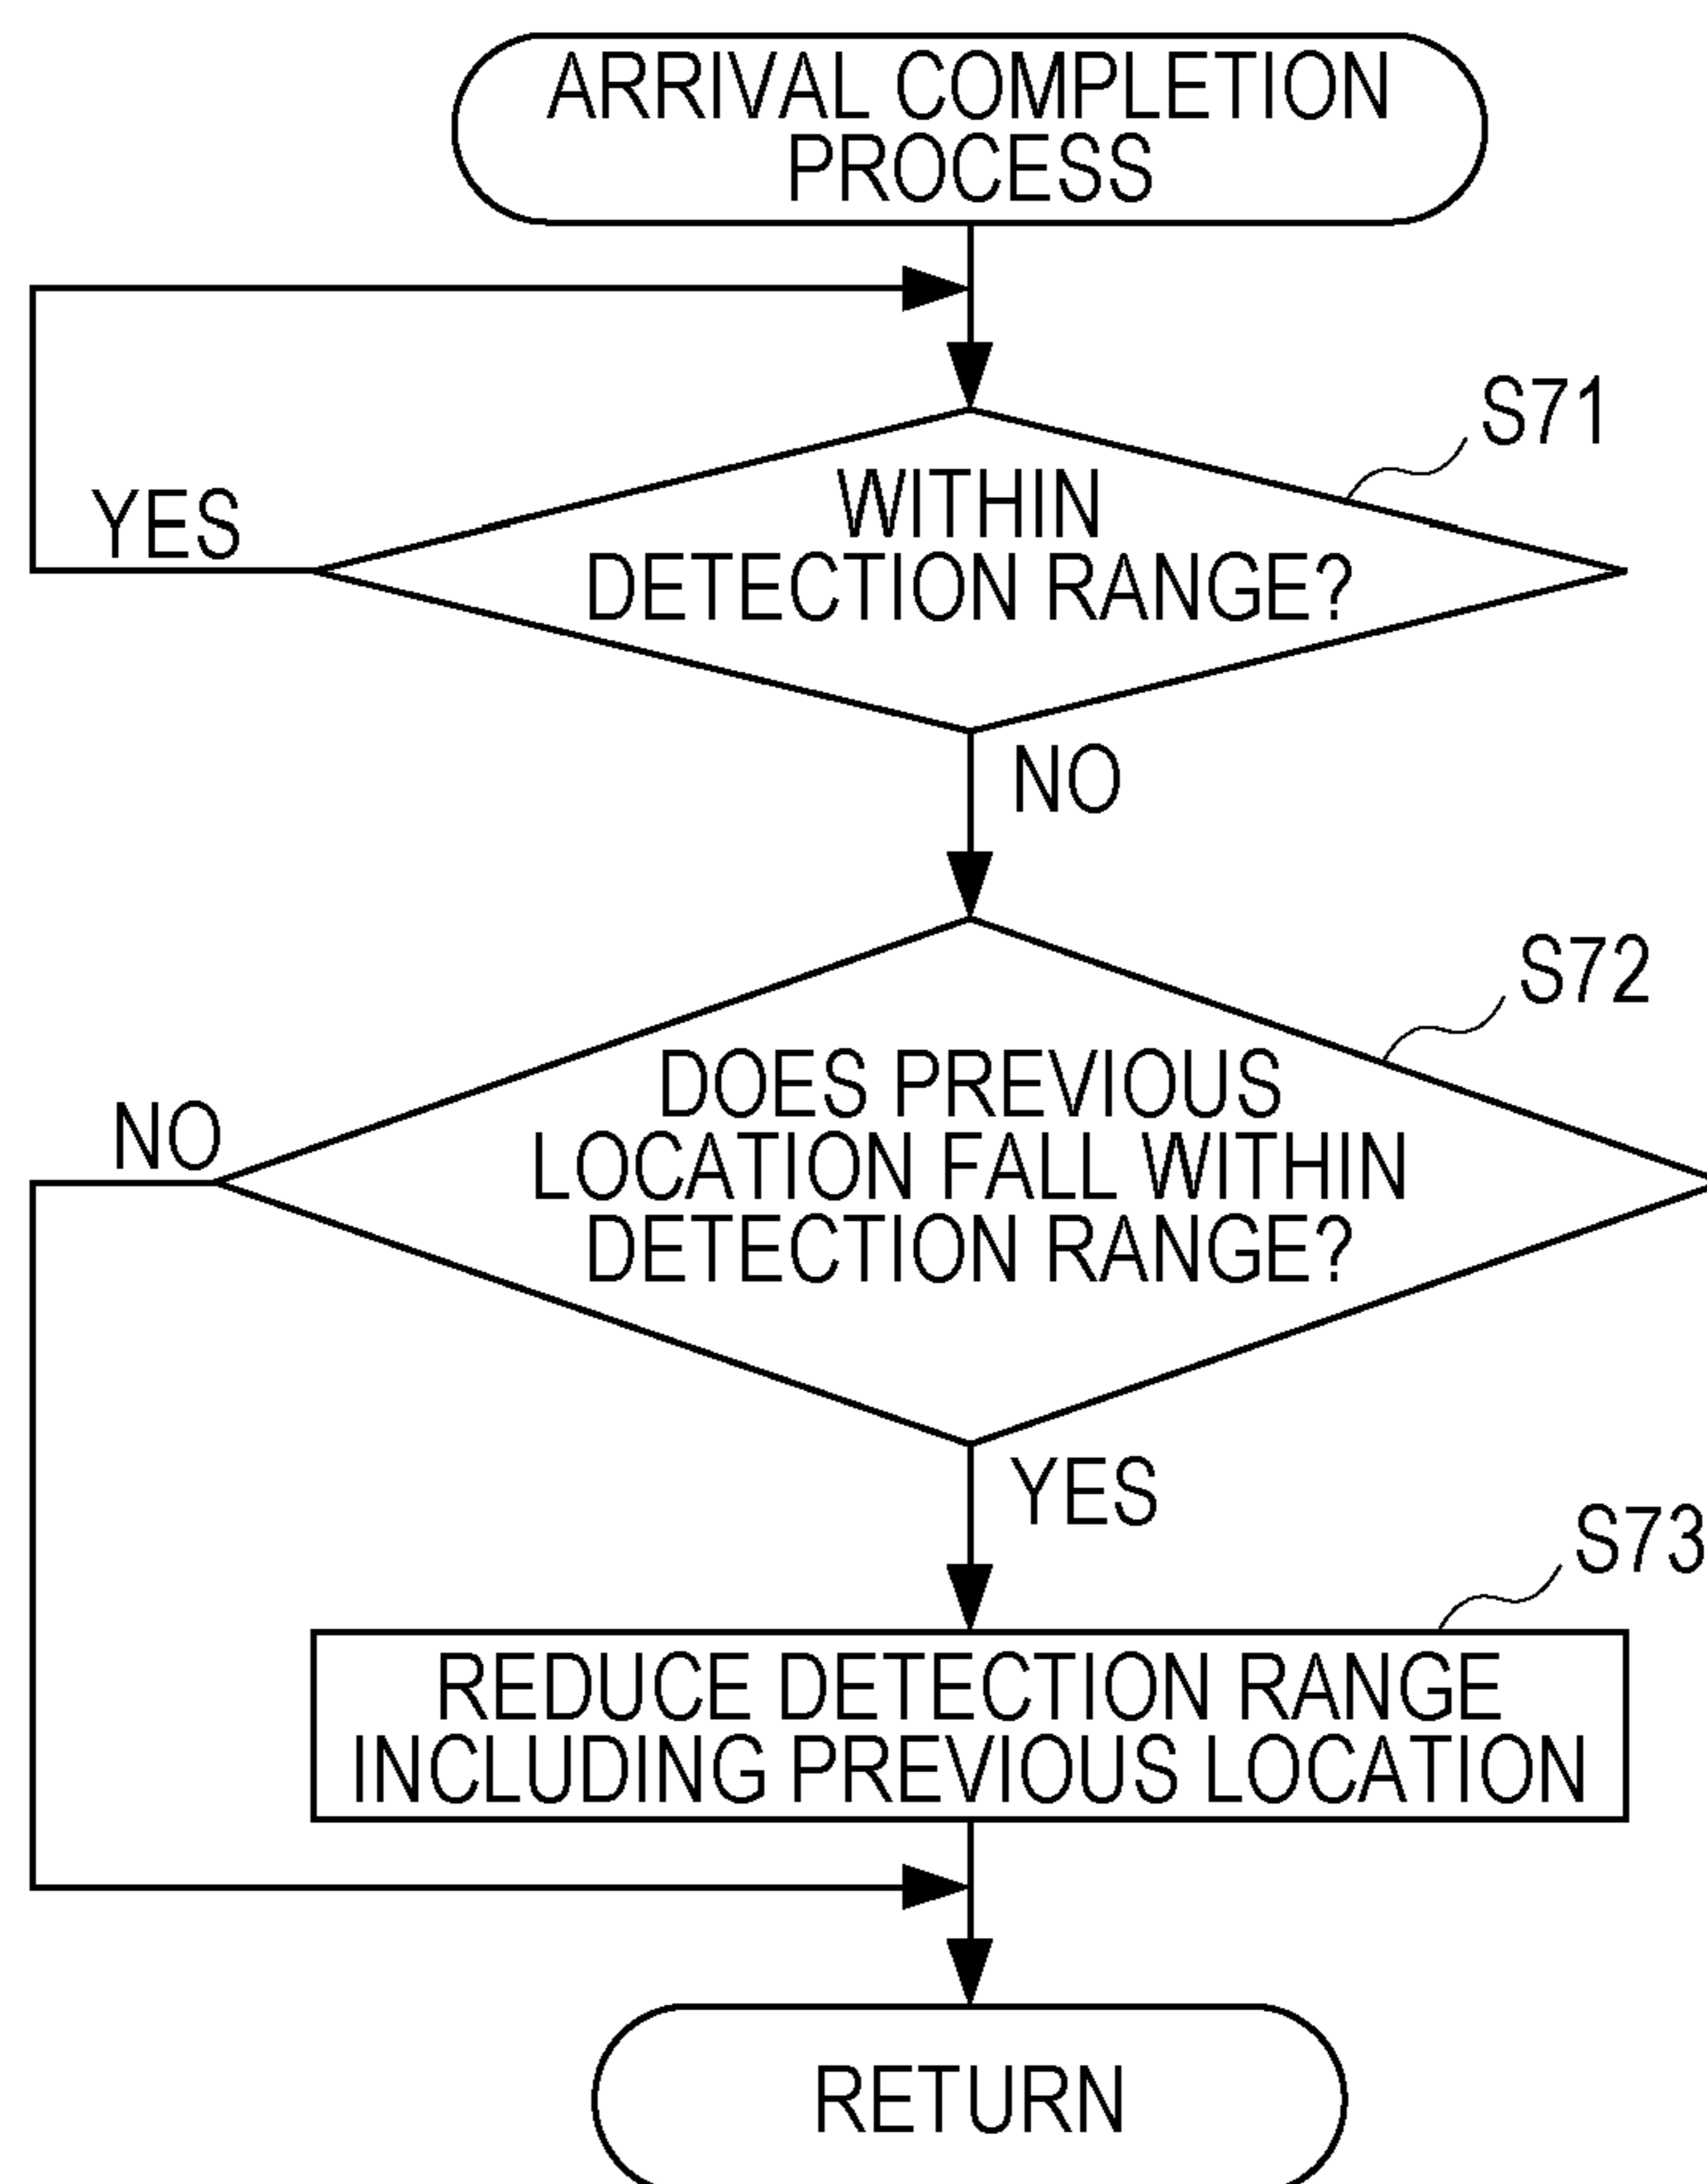 ARRIVAL COMPLETION
PROCESS
S71
WITHIN
DETECTION RANGE?
YES
NO
S72
DOES PREVIOUS
LOCATION FALL WITHIN
DETECTION RANGE?
NO
YES
S73
REDUCE DETECTION RANGE
INCLUDING PREVIOUS LOCATION
RETURN